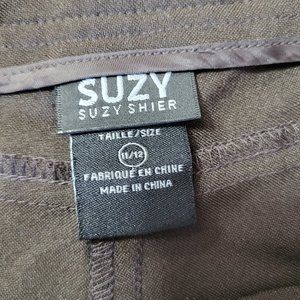 SUZY
SUZY SHIER
TAILLE/SIZE
11/12
FABRIQUÉ EN CHINE
MADE IN CHINA